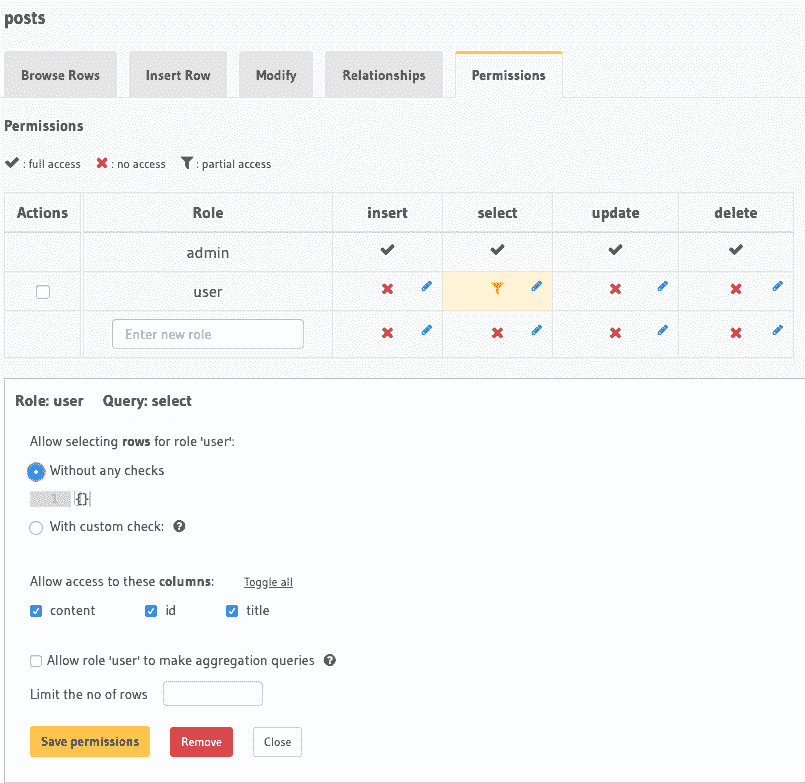 posts
Browse Rows Insert Row Modify Relationships Permissions
Permissions
: full access : no access : partial access
Actions Role insert select update delete
admin
user
Enter new role
Role: user Query: select
Allow selecting rows for role 'user':
Without any checks
1 {}
With custom check: ?
Allow access to these columns: Toggle all
content id title
Allow role 'user' to make aggregation queries ?
Limit the no of rows
Save permissions Remove Close